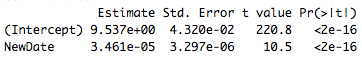 Estimate Std. Error t value Pr(>|t|)
(Intercept) 9.537e+00 4.320e-02 220.8 <2e-16
NewDate 3.461e-05 3.297e-06 10.5 <2e-16